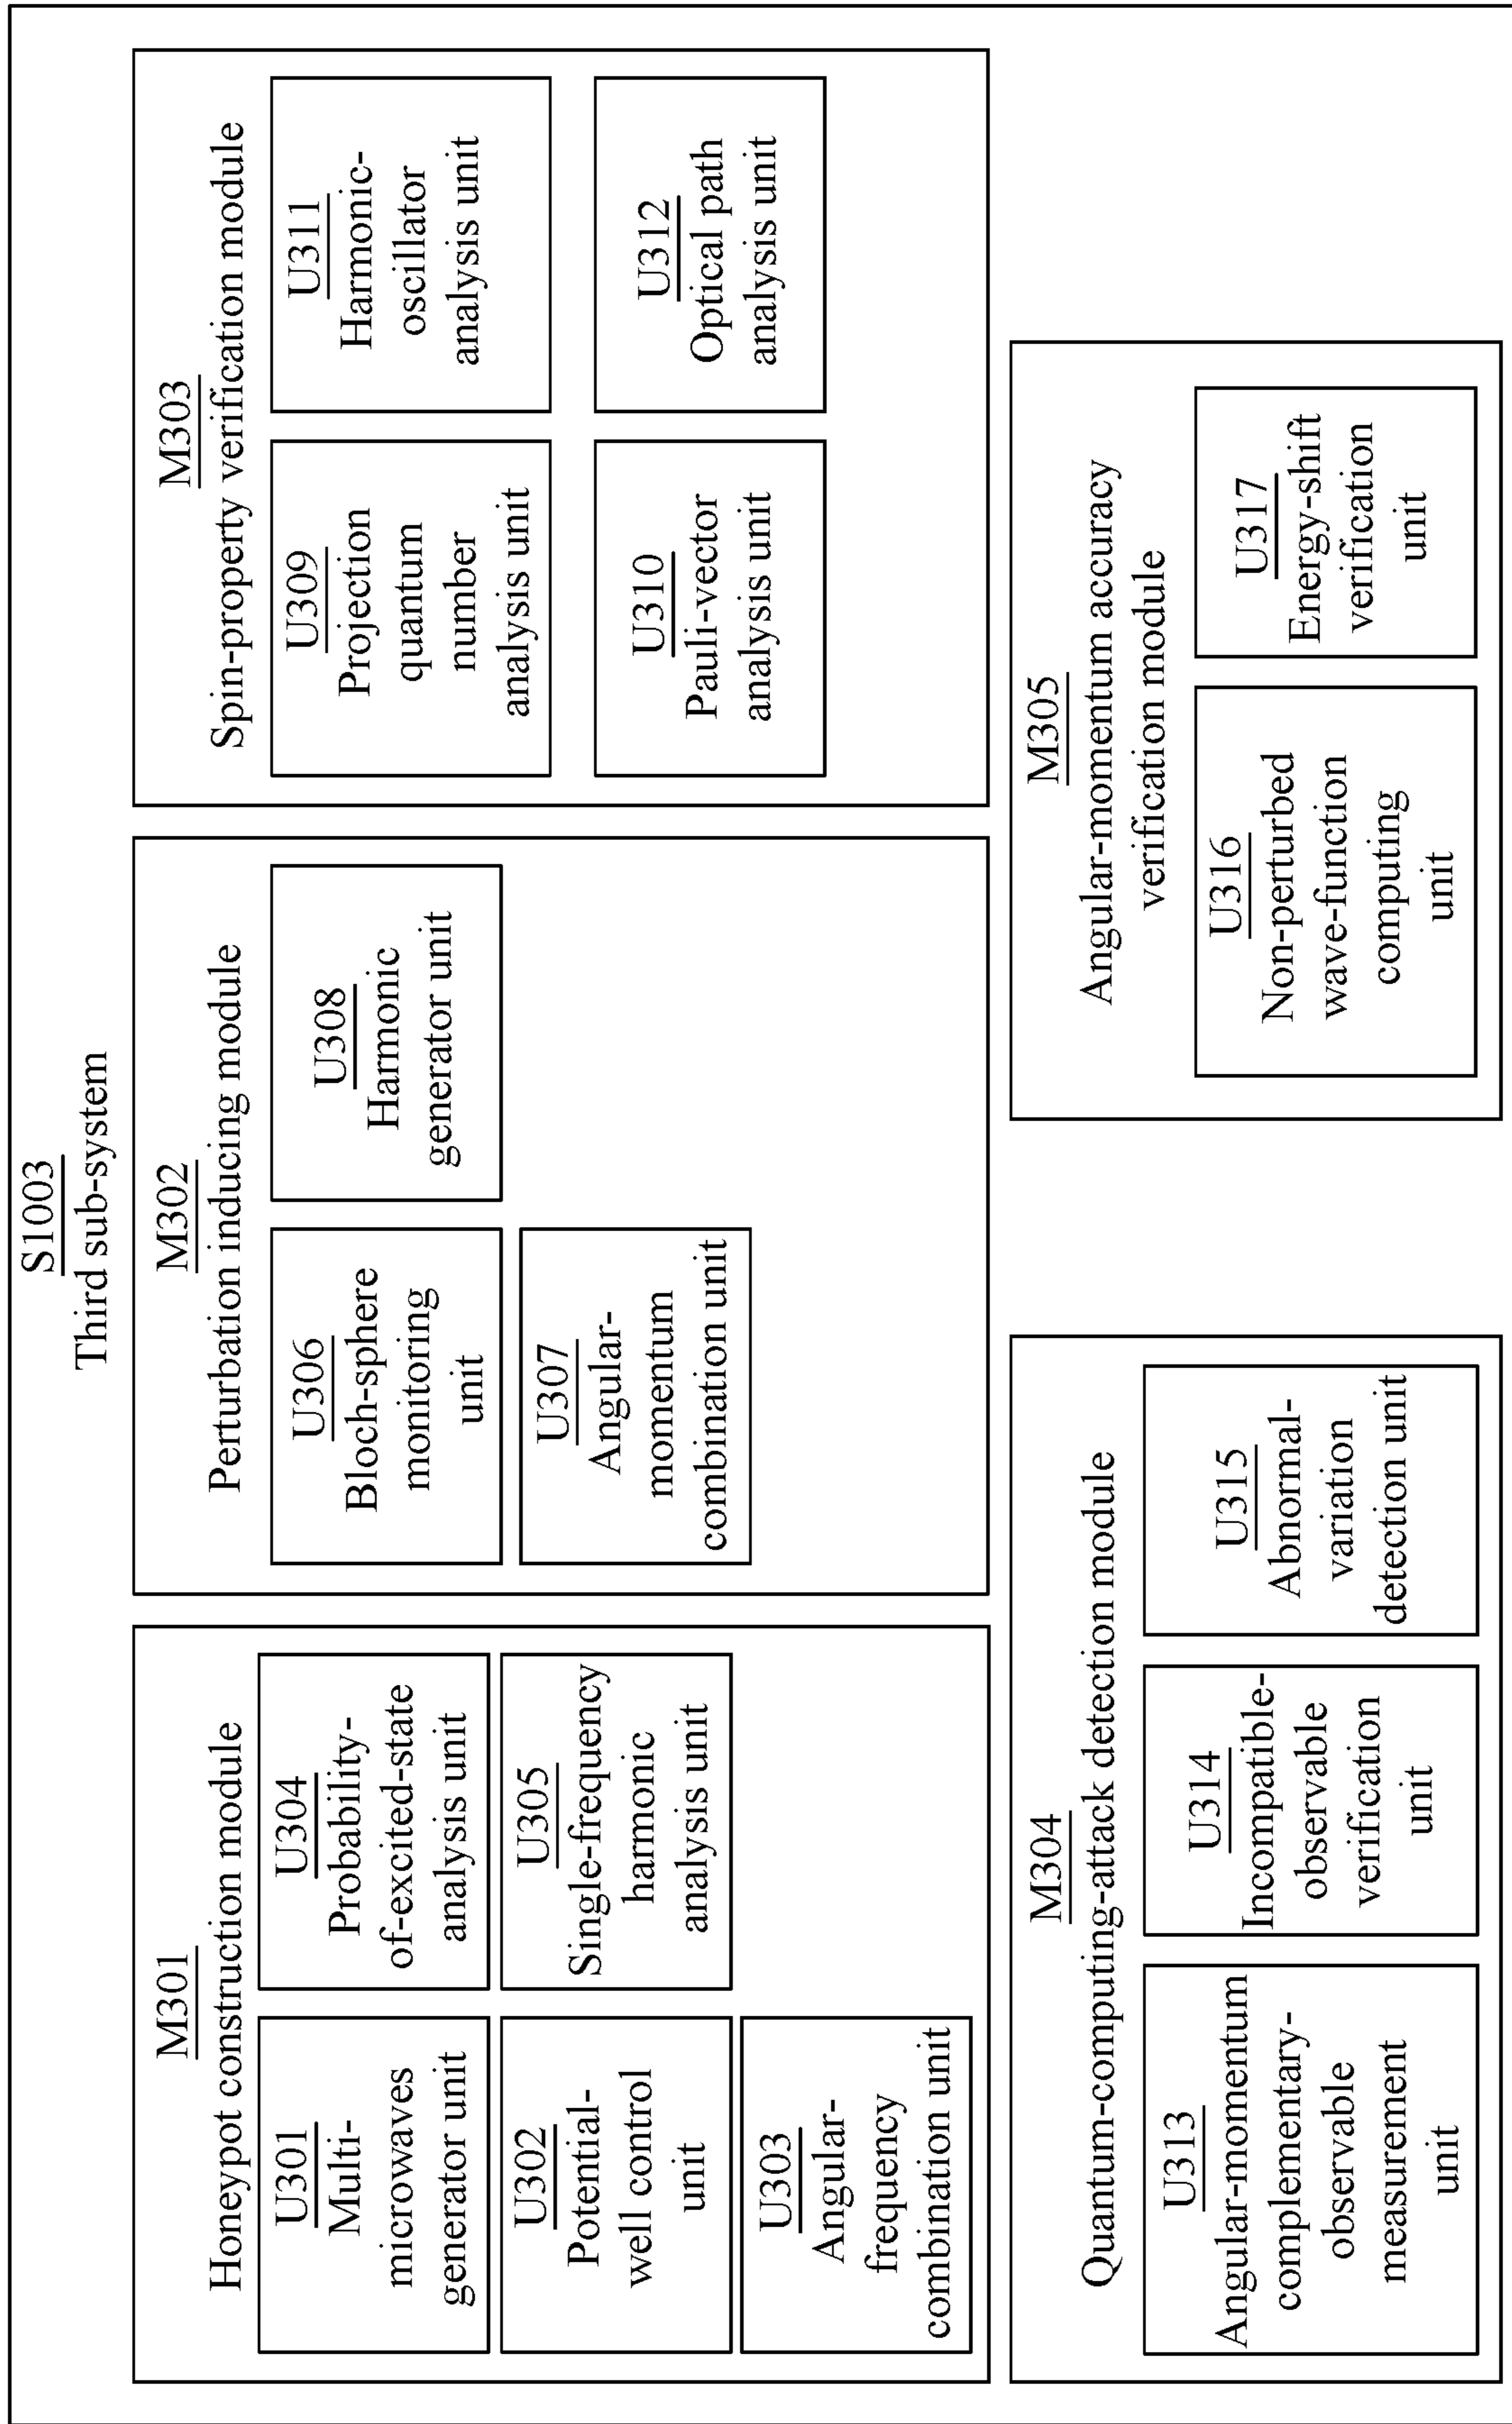 S1003
Third sub-system
M301
Honeypot construction module
U301
Multi-
microwaves
generator unit
U302
Potential-
well control
unit
U303
Angular-
frequency
combination unit
U304
Probability-
of-excited-state
analysis unit
U305
Single-frequency
harmonic
analysis unit
M302
Perturbation inducing module
U306
Bloch-sphere
monitoring
unit
U307
Angular-
momentum
combination unit
U308
Harmonic
generator unit
M303
Spin-property verification module
U309
Projection
quantum
number
analysis unit
U310
Pauli-vector
analysis unit
U311
Harmonic-
oscillator
analysis unit
U312
Optical path
analysis unit
M304
Quantum-computing-attack detection module
U313
Angular-momentum
complementary-
observable
measurement
unit
U314
Incompatible-
observable
verification
unit
U315
Abnormal-
variation
detection unit
M305
Angular-momentum accuracy
verification module
U316
Non-perturbed
wave-function
computing
unit
U317
Energy-shift
verification
unit